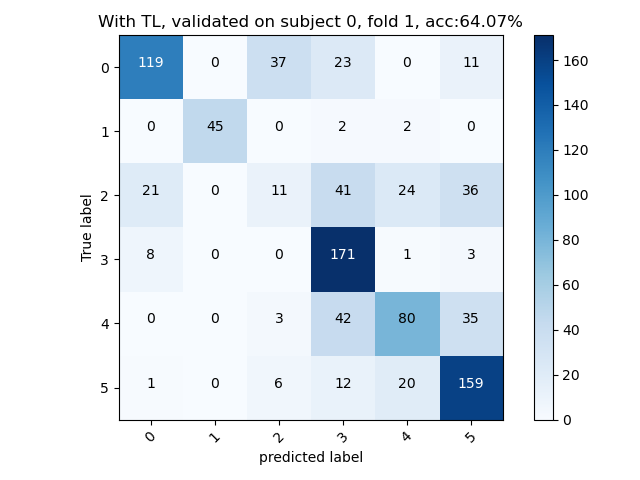 With TL, validated on subject 0, fold 1, acc:64.07%
0 119 0 37 23 0 11
1 0 45 0 2 2 0
2 21 0 11 41 24 36
3 8 0 0 171 1 3
4 0 0 3 42 80 35
5 1 0 6 12 20 159
0 1 2 3 4 5
True label
predicted label
160
140
120
100
80
60
40
20
0